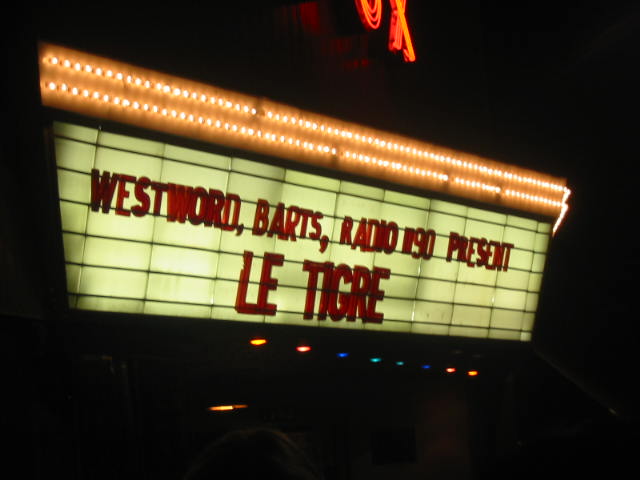 WESTWORD, BARTS, RADIO 1190 PRESENT
LE TIGRE